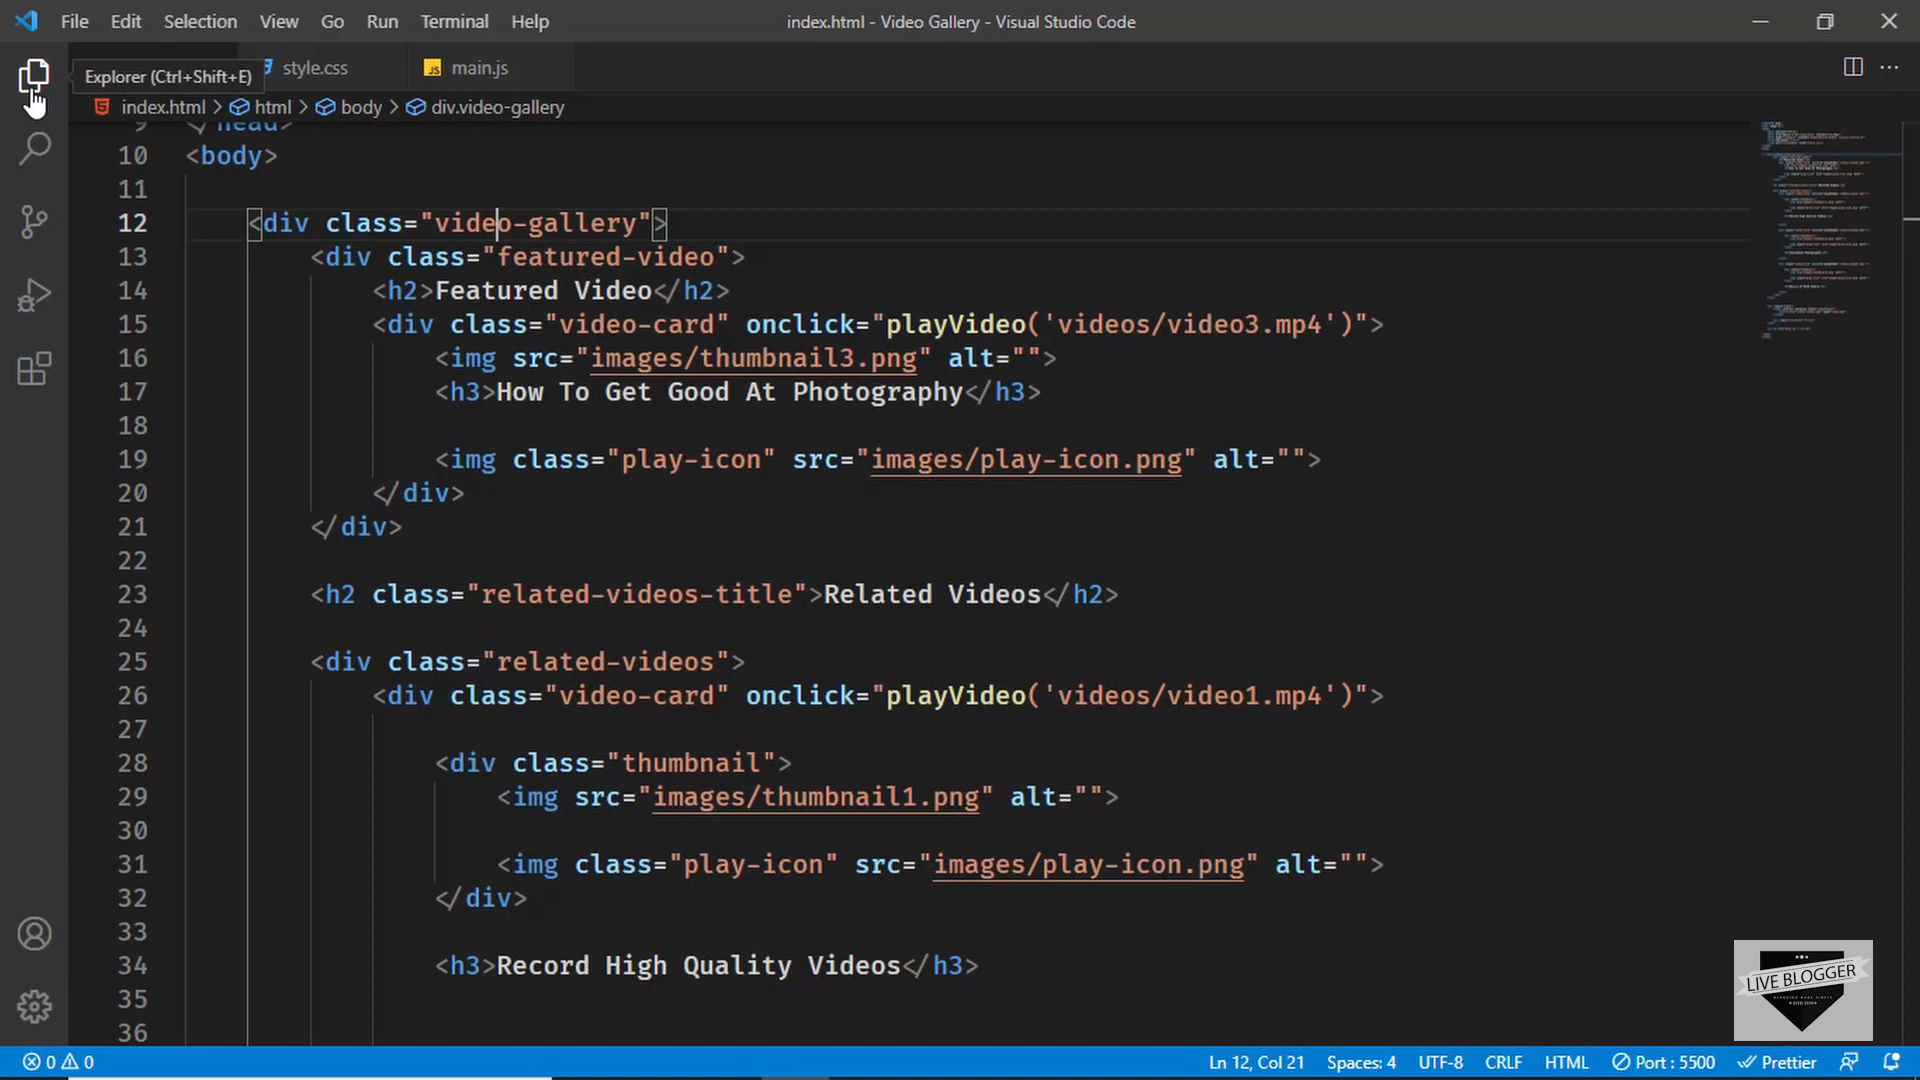 File Edit Selection View Go Run Terminal Help index.html - Video Gallery - Visual Studio Code
Explorer (Ctrl+Shift+E) style.css JS main.js
index.html > html > body > div.video-gallery
9 </head>
10 <body>
11
12 <div class="video-gallery">
13 <div class="featured-video">
14 <h2>Featured Video</h2>
15 <div class="video-card" onclick="playVideo('videos/video3.mp4')">
16 <img src="images/thumbnail3.png" alt="">
17 <h3>How To Get Good At Photography</h3>
18
19 <img class="play-icon" src="images/play-icon.png" alt="">
20 </div>
21 </div>
22
23 <h2 class="related-videos-title">Related Videos</h2>
24
25 <div class="related-videos">
26 <div class="video-card" onclick="playVideo('videos/video1.mp4')">
27
28 <div class="thumbnail">
29 <img src="images/thumbnail1.png" alt="">
30
31 <img class="play-icon" src="images/play-icon.png" alt="">
32 </div>
33
34 <h3>Record High Quality Videos</h3>
35
36
LIVE BLOGGER
0 0 Ln 12, Col 21 Spaces: 4 UTF-8 CRLF HTML Port : 5500 Prettier